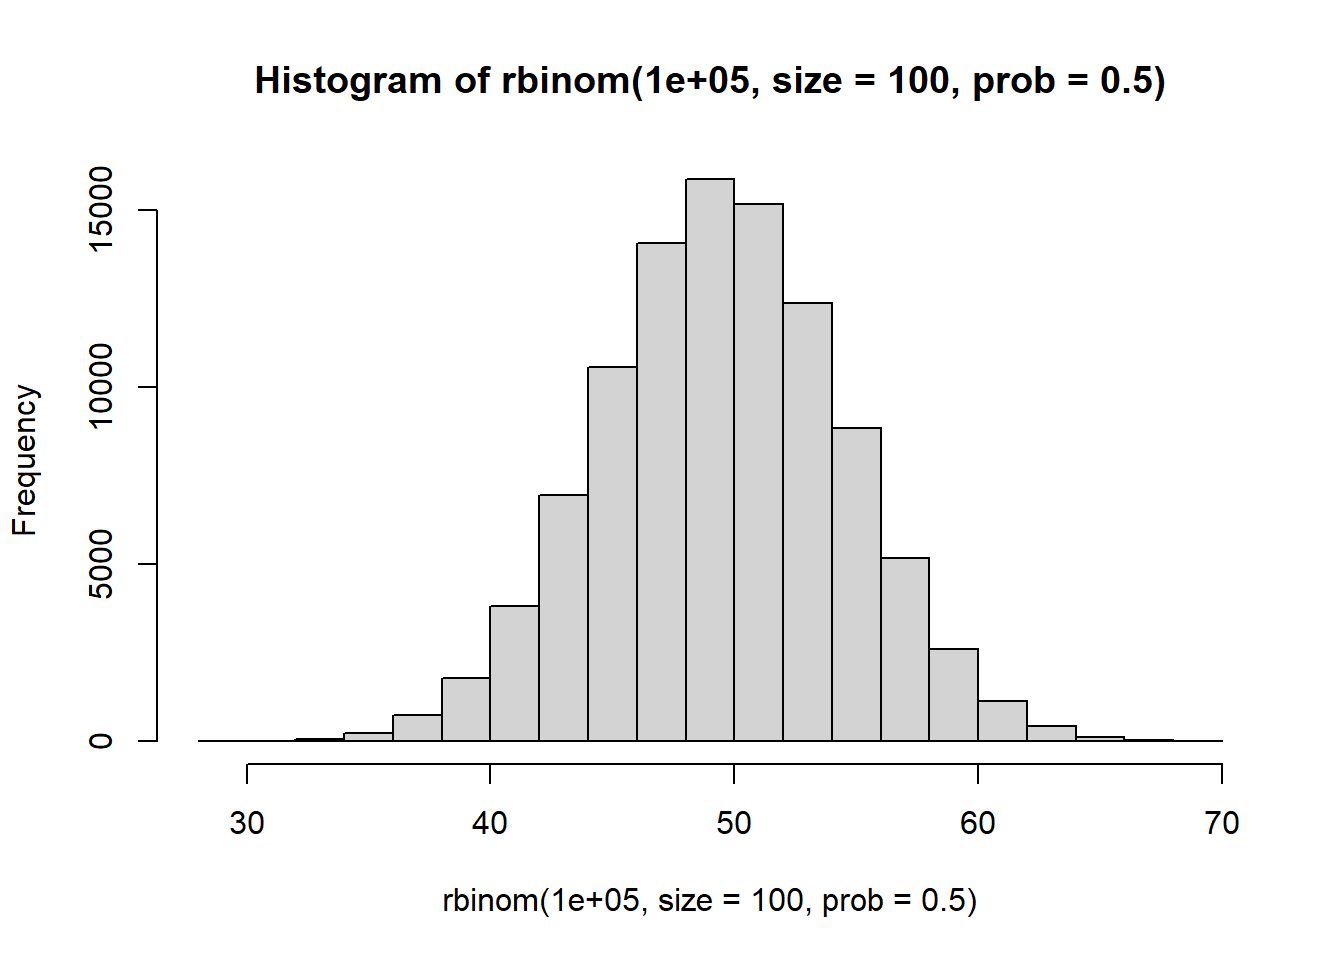 Histogram of rbinom(1e+05, size = 100, prob = 0.5)
Frequency
15000
10000
5000
0
30 40 50 60 70
rbinom(1e+05, size = 100, prob = 0.5)